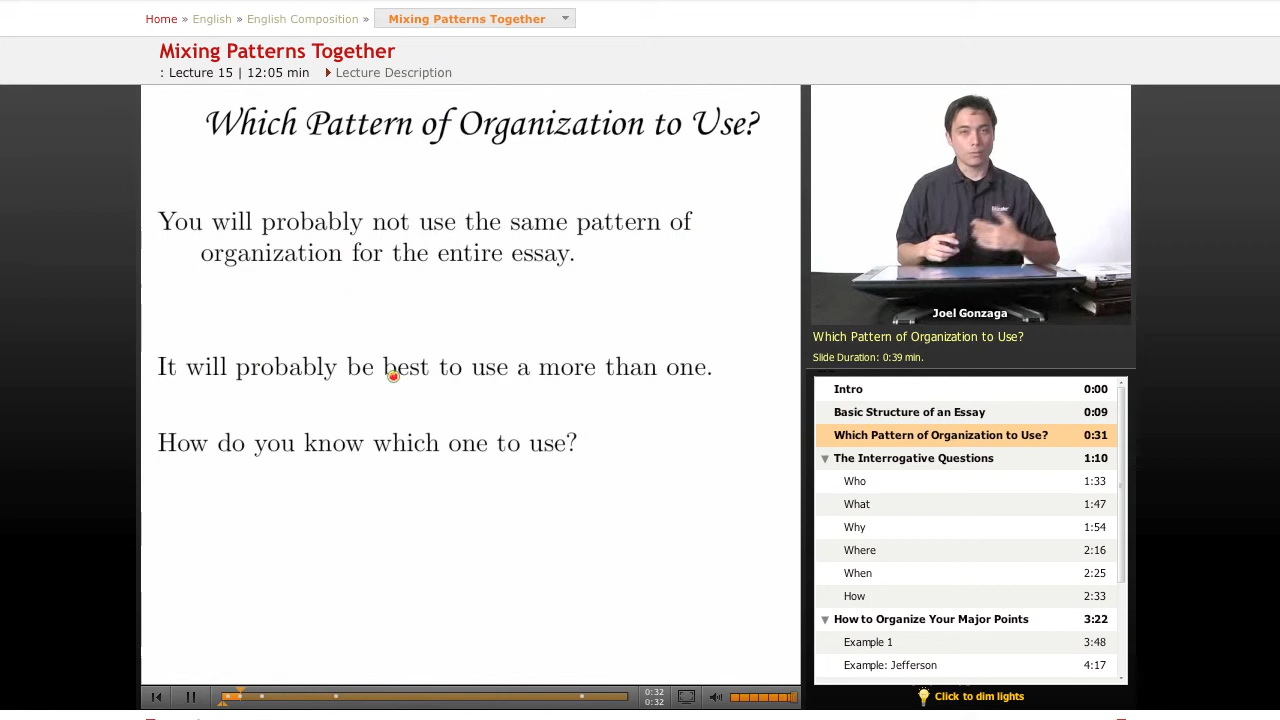 Home » English » English Composition » Mixing Patterns Together
Mixing Patterns Together
: Lecture 15 | 12:05 min Lecture Description
Which Pattern of Organization to Use?
You will probably not use the same pattern of
organization for the entire essay.
It will probably be best to use a more than one.
How do you know which one to use?
Joel Gonzaga
Which Pattern of Organization to Use?
Slide Duration: 0:39 min.
Intro 0:00
Basic Structure of an Essay 0:09
Which Pattern of Organization to Use? 0:31
The Interrogative Questions 1:10
Who 1:33
What 1:47
Why 1:54
Where 2:16
When 2:25
How 2:33
How to Organize Your Major Points 3:22
Example 1 3:48
Example: Jefferson 4:17
0:32
0:32
Click to dim lights